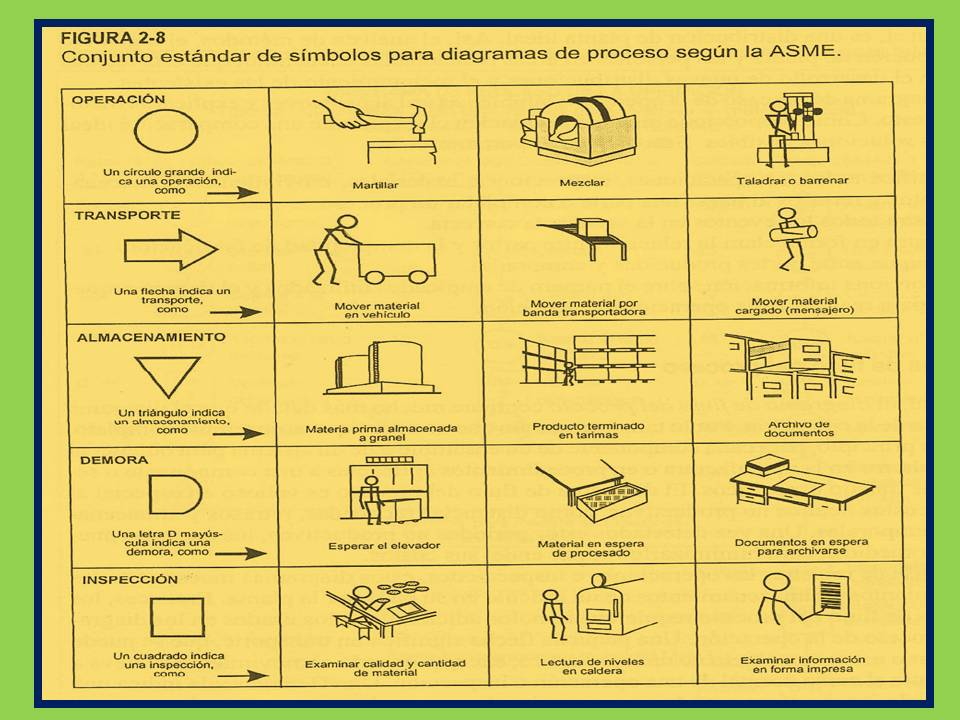 FIGURA 2-8
Conjunto estándar de símbolos para diagramas de proceso según la ASME.
OPERACIÓN
Un círculo grande indi-
ca una operación,
como
Martillar
Mezclar
Taladrar o barrenar
TRANSPORTE
Una flecha indica un
transporte,
como
Mover material
en vehículo
Mover material por
banda transportadora
Mover material
cargado (mensajero)
ALMACENAMIENTO
Un triángulo indica
un almacenamiento,
como
Materia prima almacenada
a granel
Producto terminado
en tarimas
Archivo de
documentos
DEMORA
Una letra D mayús-
cula indica una
demora, como
Esperar el elevador
Material en espera
de procesado
Documentos en espera
para archivarse
INSPECCIÓN
Un cuadrado indica
una inspección,
como
Examinar calidad y cantidad
de material
Lectura de niveles
en caldera
Examinar información
en forma impresa